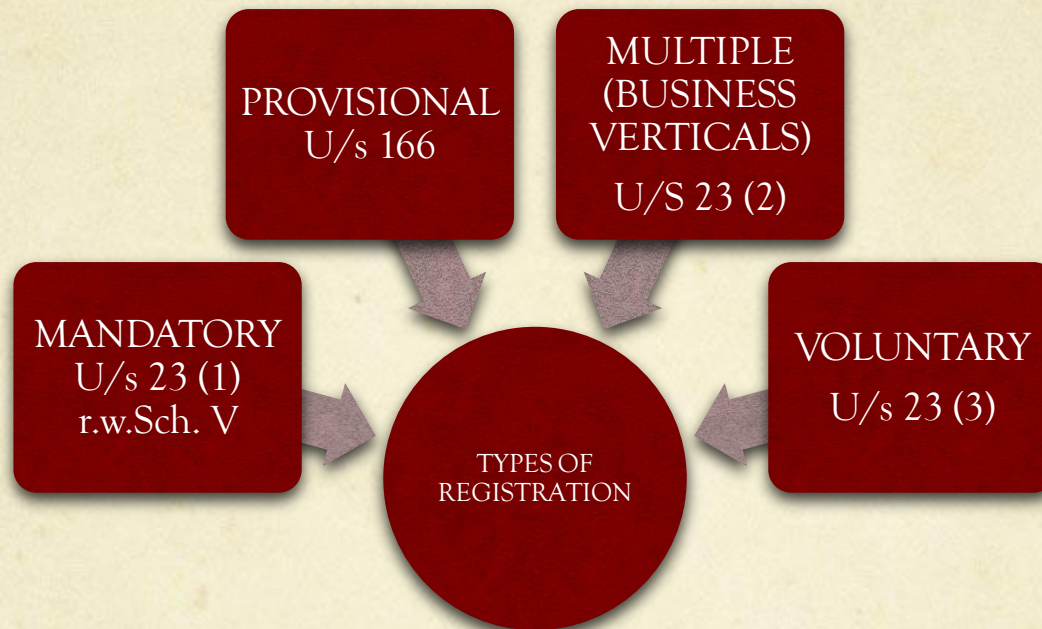 PROVISIONAL
U/s 166
MULTIPLE
(BUSINESS
VERTICALS)
U/S 23 (2)
MANDATORY
U/s 23 (1)
r.w.Sch. V
VOLUNTARY
U/s 23 (3)
TYPES OF
REGISTRATION